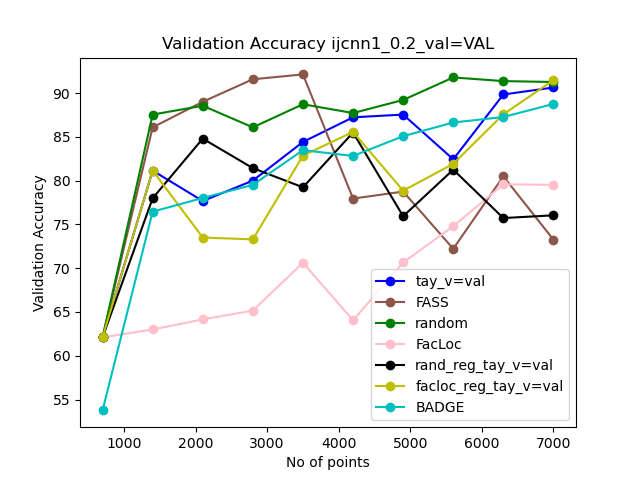 Validation Accuracy ijcnn1_0.2_val=VAL
Validation Accuracy
90
85
80
75
70
65
60
55
1000
2000
3000
4000
5000
6000
7000
No of points
tay_v=val
FASS
random
FacLoc
rand_reg_tay_v=val
facloc_reg_tay_v=val
BADGE